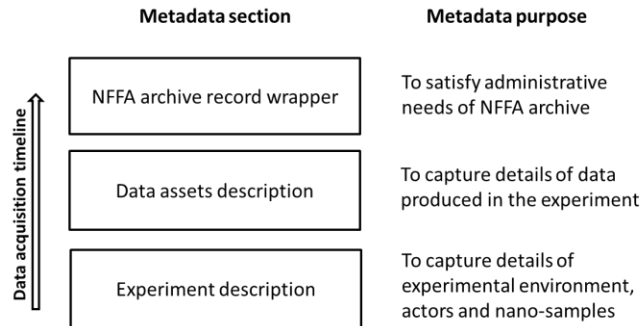 Metadata section
Metadata purpose
Data acquisition timeline
NFFA archive record wrapper
To satisfy administrative
needs of NFFA archive
Data assets description
To capture details of data
produced in the experiment
Experiment description
To capture details of
experimental environment,
actors and nano-samples